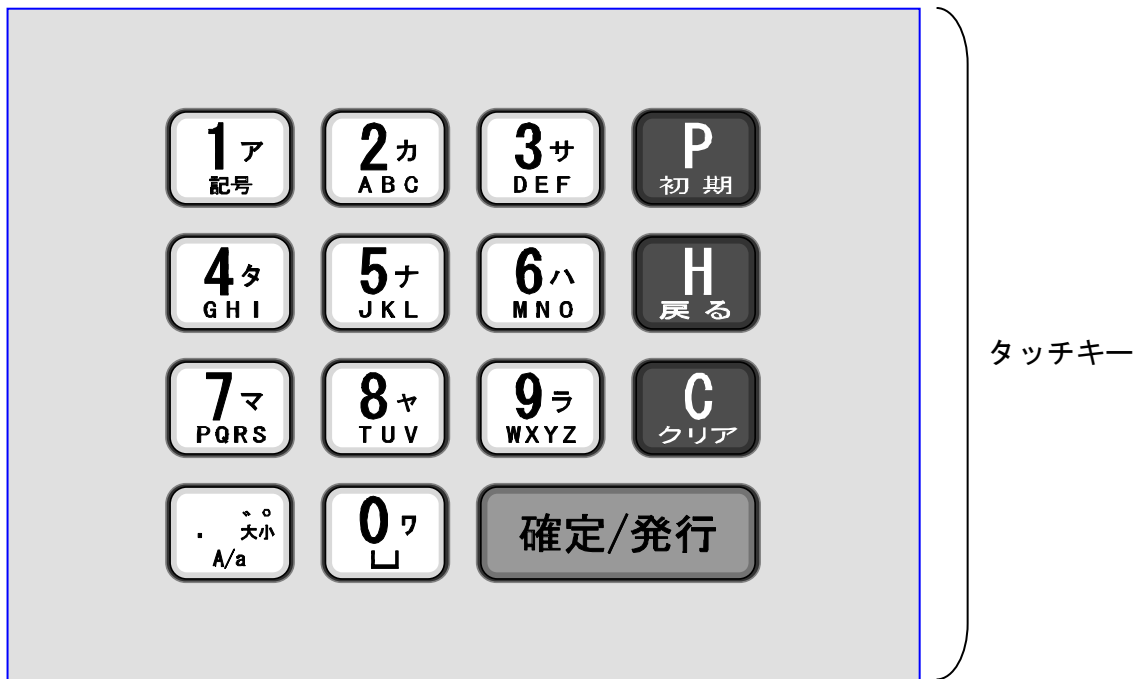 1 ア
記号
2 カ
ABC
3 サ
DEF
P
初期
4 タ
GHI
5 ナ
JKL
6 ハ
MNO
H
戻る
7 マ
PQRS
8 ヤ
TUV
9 ラ
WXYZ
C
クリア
. ゛゜
大小
A/a
0 ワ
␣
確定/発行
タッチキー